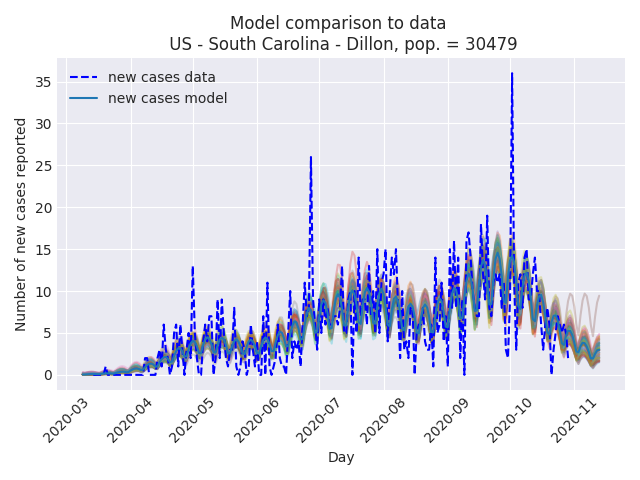 Model comparison to data
US - South Carolina - Dillon, pop. = 30479
new cases data
new cases model
Number of new cases reported
35
30
25
20
15
10
5
0
2020-03
2020-04
2020-05
2020-06
2020-07
2020-08
2020-09
2020-10
2020-11
Day